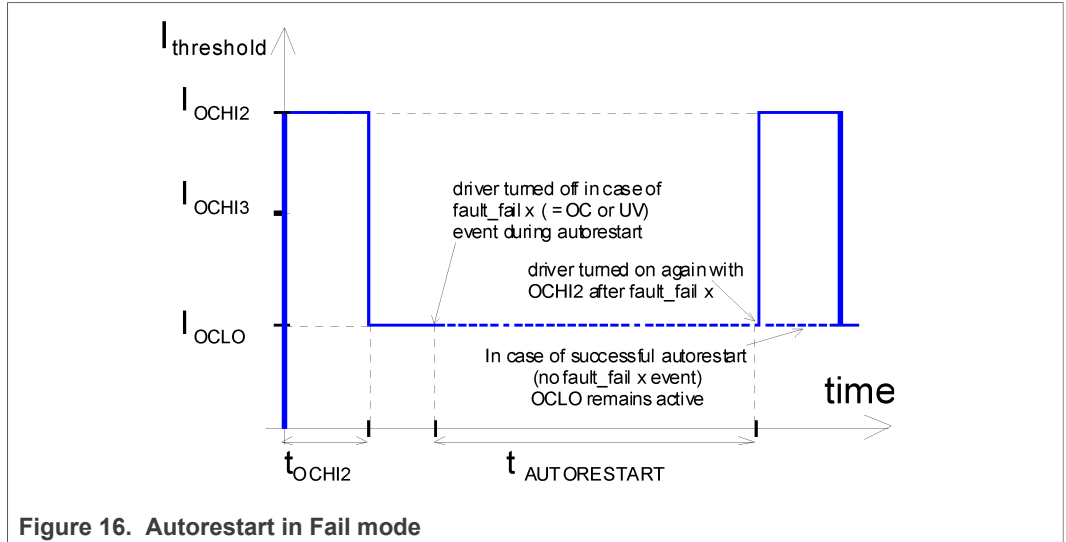 I threshold
I OCHI2
I OCHI3
driver turned off in case of
fault_fail x ( = OC or UV)
event during autorestart
driver turned on again with
OCHI2 after fault_fail x
I OCLO
In case of successful autorestart
(no fault_fail x event)
OCLO remains active
time
t OCHI2
t AUTORESTART
Figure 16. Autorestart in Fail mode